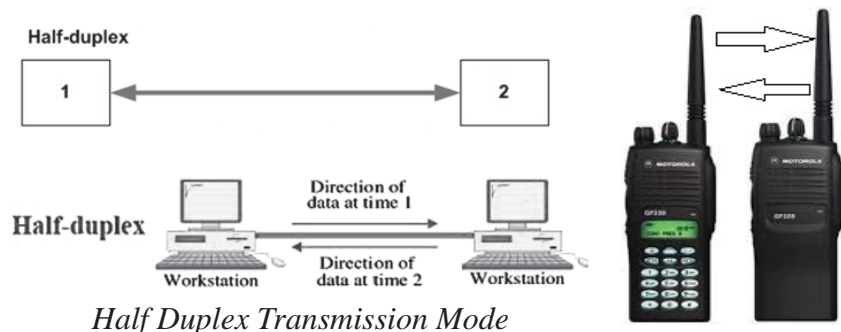 Half-duplex
1
2
Half-duplex
Direction of
data at time 1
Direction of
data at time 2
Workstation
Workstation
Half Duplex Transmission Mode
MOTOROLA
MOTOROLA